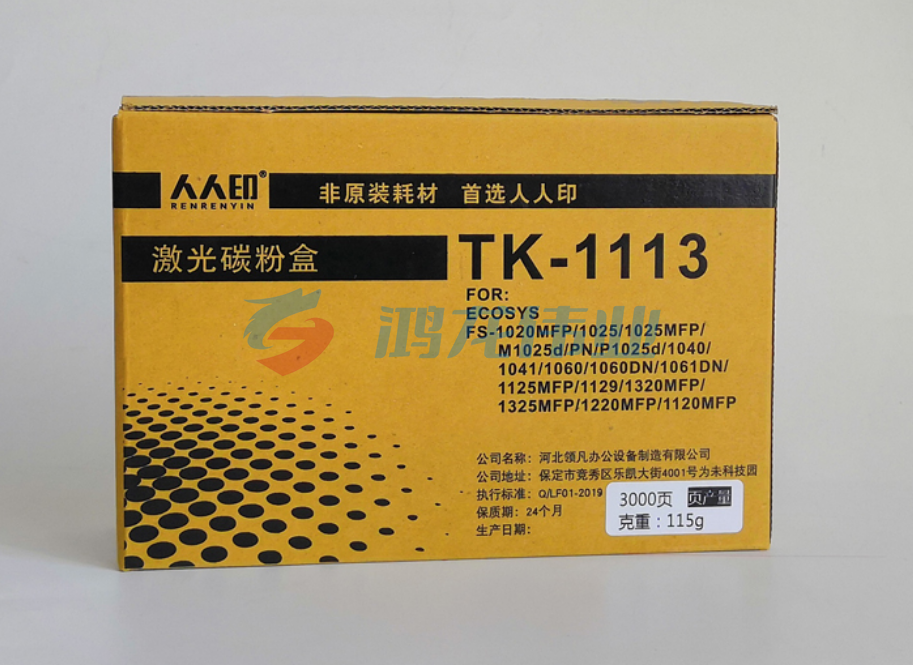 人人印®
RENRENYIN
非原装耗材 首选人人印
激光碳粉盒
TK-1113
FOR:
ECOSYS
FS-1020MFP/1025/1025MFP/
M1025d/PN/P1025d/1040/
1041/1060/1060DN/1061DN/
1125MFP/1129/1320MFP/
1325MFP/1220MFP/1120MFP
鸿龙伟业
公司名称：河北领凡办公设备制造有限公司
公司地址：保定市竞秀区乐凯大街4001号为未科技园
执行标准：Q/LF01-2019
保质期：24个月
生产日期：
3000页 页产量
克重：115g